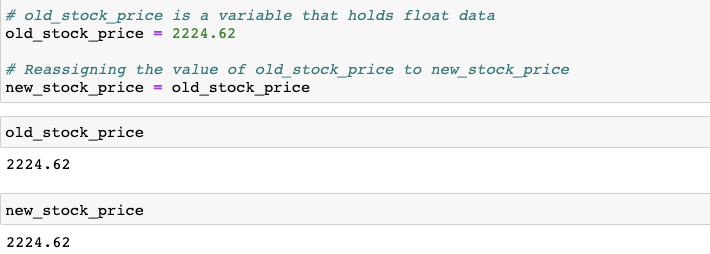 # old_stock_price is a variable that holds float data
old_stock_price = 2224.62
# Reassigning the value of old_stock_price to new_stock_price
new_stock_price = old_stock_price
old_stock_price
2224.62
new_stock_price
2224.62